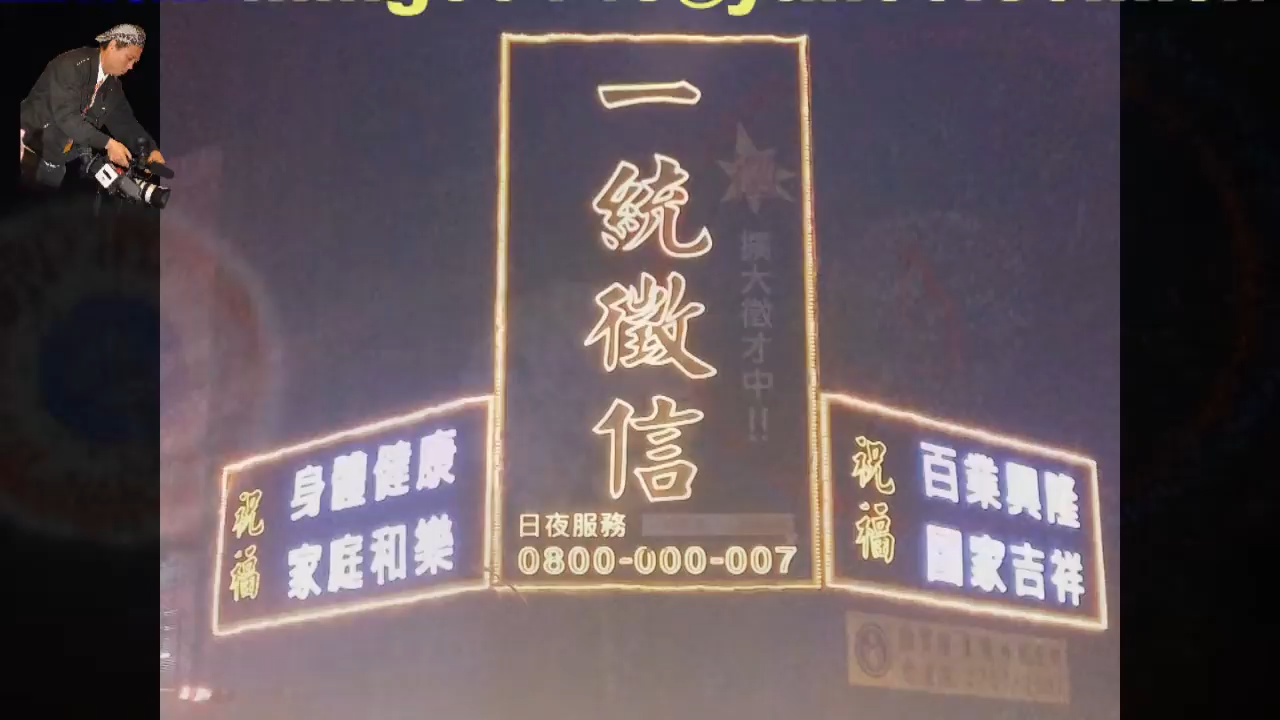 一統徵信
擴大徵才中!!
日夜服務
0800-000-007
祝福
身體健康
家庭和樂
祝福
百業興隆
國家吉祥